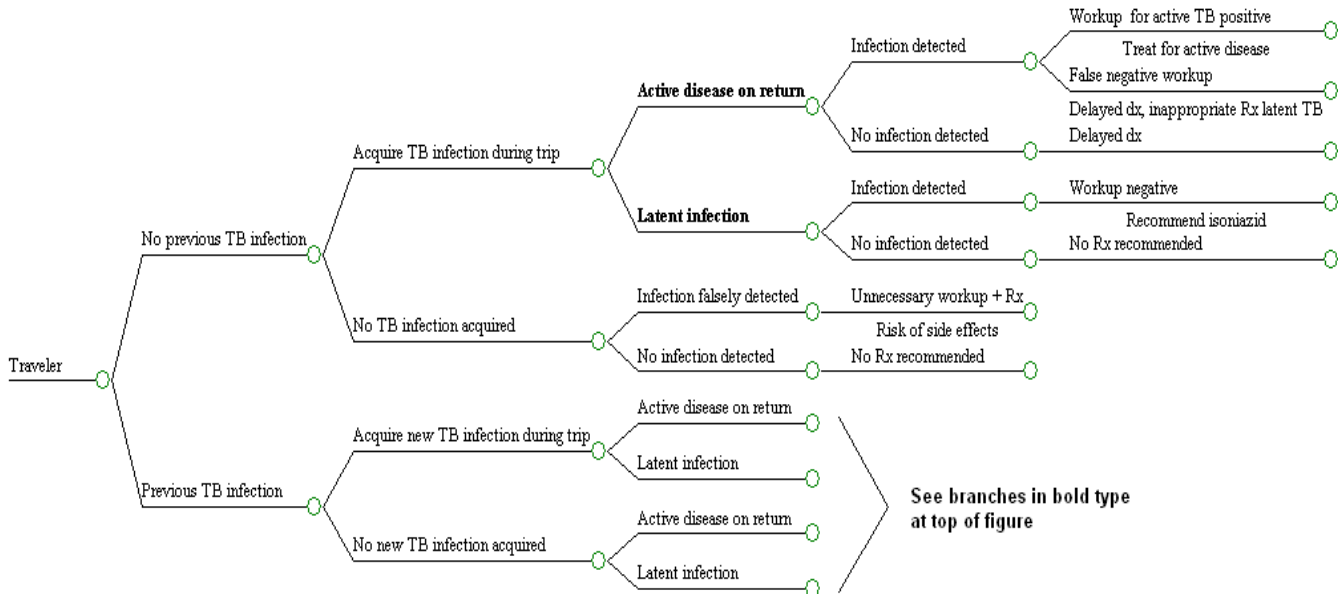 Workup for active TB positive
Infection detected
Treat for active disease
False negative workup
Active disease on return
Delayed dx, inappropriate Rx latent TB
No infection detected
Delayed dx
Acquire TB infection during trip
Infection detected
Workup negative
Latent infection
Recommend isoniazid
No infection detected
No Rx recommended
No previous TB infection
Infection falsely detected
Unnecessary workup + Rx
No TB infection acquired
Risk of side effects
No infection detected
No Rx recommended
Traveler
Active disease on return
Acquire new TB infection during trip
Latent infection
Previous TB infection
See branches in bold type
at top of figure
Active disease on return
No new TB infection acquired
Latent infection